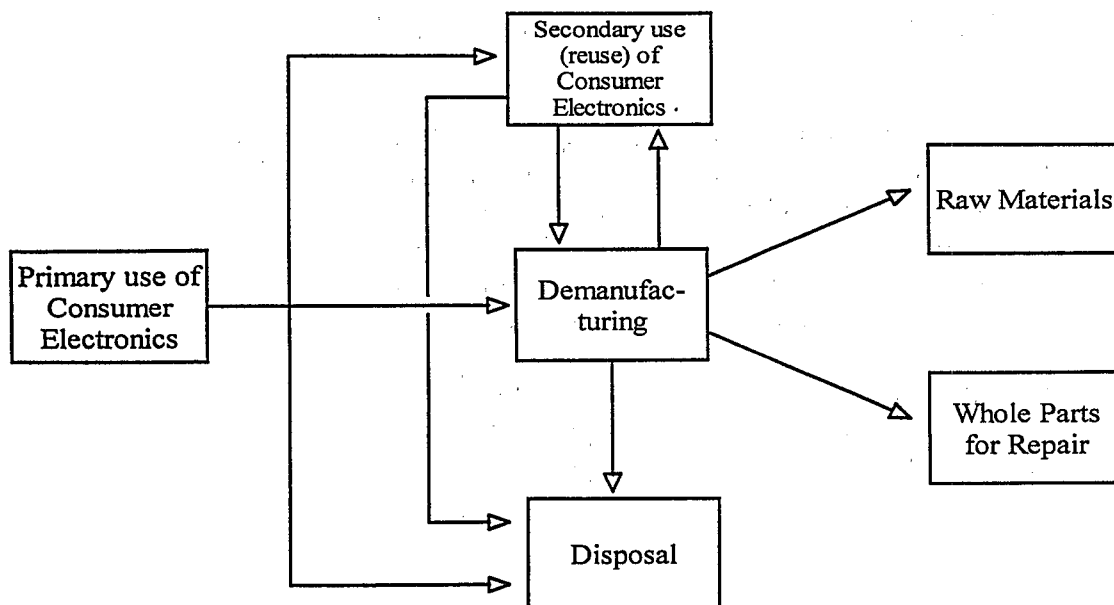 Secondary use
(reuse) of
Consumer
Electronics
Raw Materials
Primary use of
Consumer
Electronics
Demanufac-
turing
Whole Parts
for Repair
Disposal